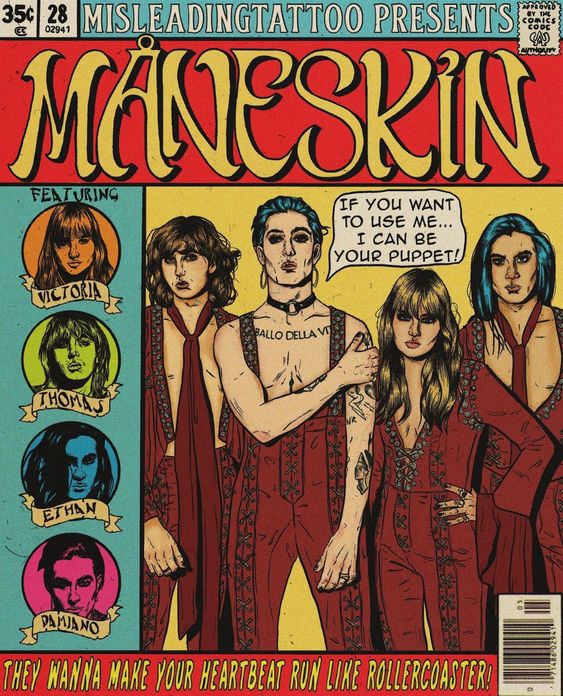 35¢
28
02941
MISLEADINGTATTOO PRESENTS
APPROVED
BY THE
COMICS
CODE
AUTHORITY
MÅNESKIN
FEATURING
VICTORIA
THOMAS
ETHAN
DAMIANO
IF YOU WANT
TO USE ME...
I CAN BE
YOUR PUPPET!
BALLO DELLA VI
THEY WANNA MAKE YOUR HEARTBEAT RUN LIKE ROLLERCOASTER!
05